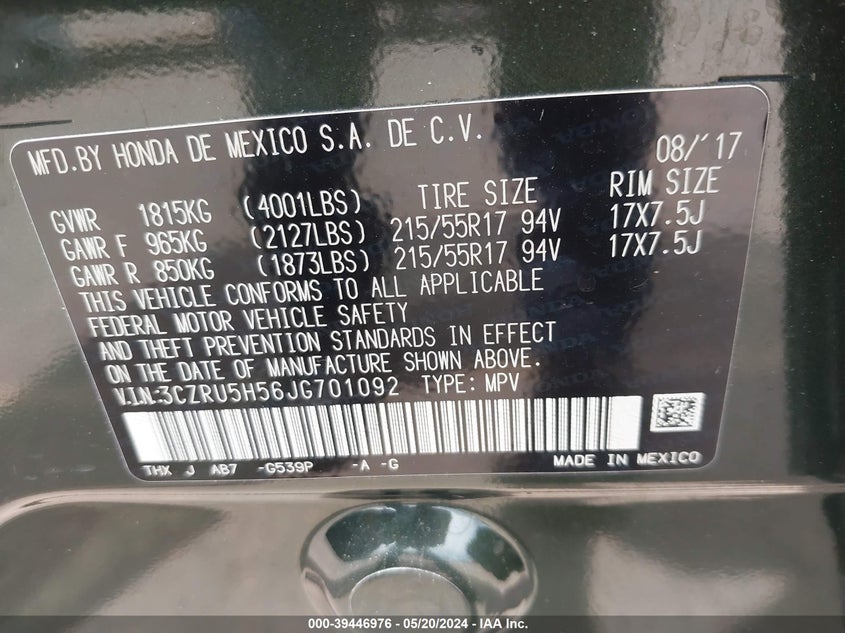 MFD.BY HONDA DE MEXICO S.A. DE C.V. 08/'17
GVWR 1815KG (4001LBS) TIRE SIZE RIM SIZE
GAWR F 965KG (2127LBS) 215/55R17 94V 17X7.5J
GAWR R 850KG (1873LBS) 215/55R17 94V 17X7.5J
THIS VEHICLE CONFORMS TO ALL APPLICABLE
FEDERAL MOTOR VEHICLE SAFETY
AND THEFT PREVENTION STANDARDS IN EFFECT
ON THE DATE OF MANUFACTURE SHOWN ABOVE.
V.I.N:3CZRU5H56JG701092 TYPE: MPV
THX J AB7 -G539P -A -G MADE IN MEXICO
000-39446976 - 05/20/2024 - IAA Inc.